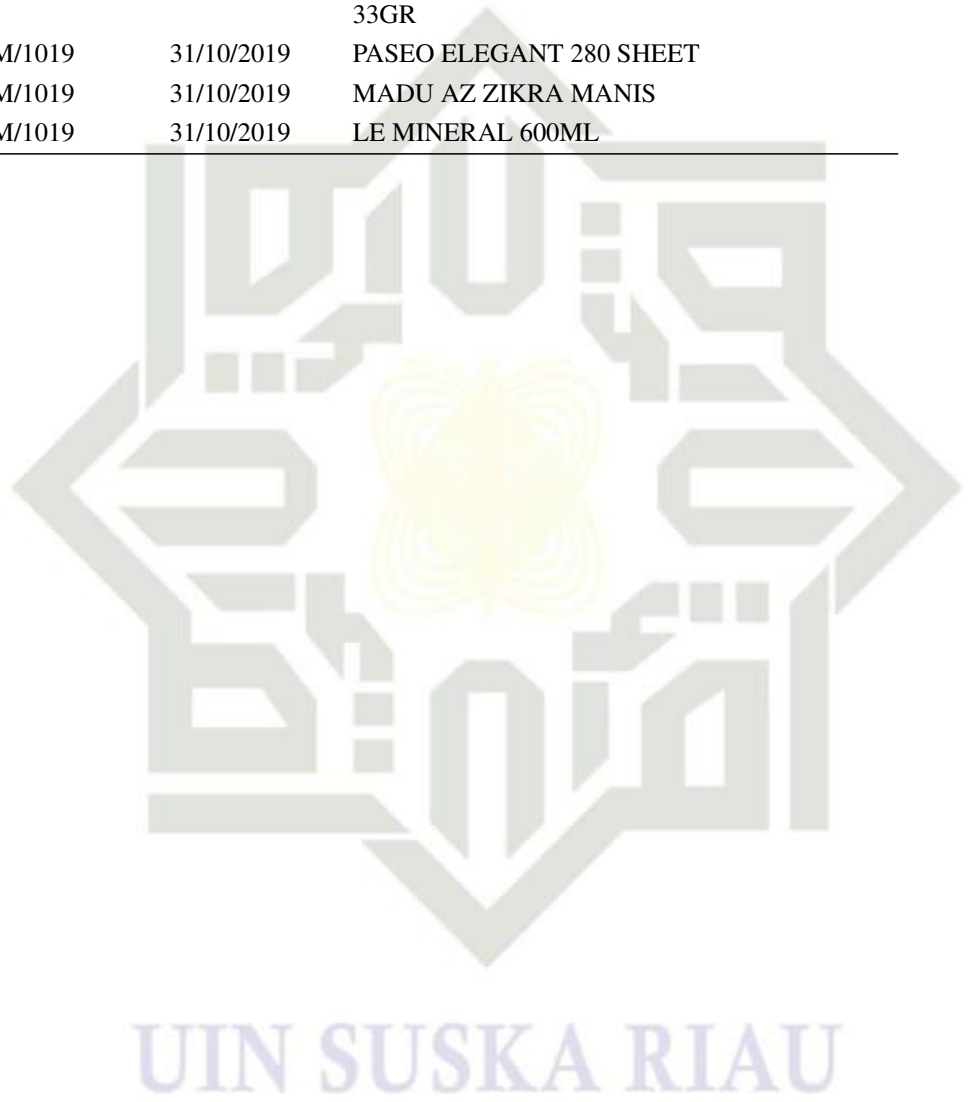 33GR
M/1019 31/10/2019 PASEO ELEGANT 280 SHEET
M/1019 31/10/2019 MADU AZ ZIKRA MANIS
M/1019 31/10/2019 LE MINERAL 600ML
UIN SUSKA RIAU